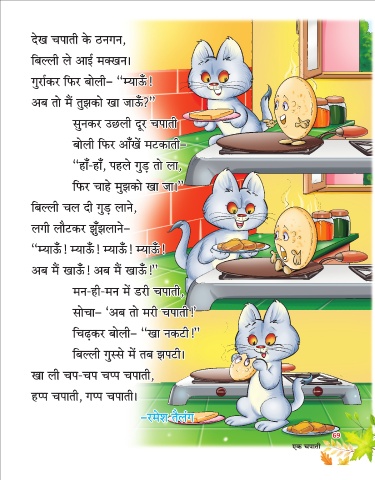 देख चपाती के ठनगन,
बिल्ली ले आई मक्खन।
गुर्राकर फिर बोली– “म्याऊँ!
अब तो मैं तुझको खा जाऊँ?”
सुनकर उछली दूर चपाती
बोली फिर आँखें मटकाती–
“हाँ-हाँ, पहले गुड़ तो ला,
फिर चाहे मुझको खा जा।”
बिल्ली चल दी गुड़ लाने,
लगी लौटकर झुँझलाने–
“म्याऊँ! म्याऊँ! म्याऊँ! म्याऊँ!
अब मैं खाऊँ! अब मैं खाऊँ!”
मन-ही-मन में डरी चपाती,
सोचा– ‘अब तो मरी चपाती!’
चिढ़कर बोली– “खा नकटी!”
बिल्ली गुस्से में तब झपटी।
खा ली चप-चप चप्प चपाती,
हप्प चपाती, गप्प चपाती।
–रमेश तैलंग
69
एक चपाती